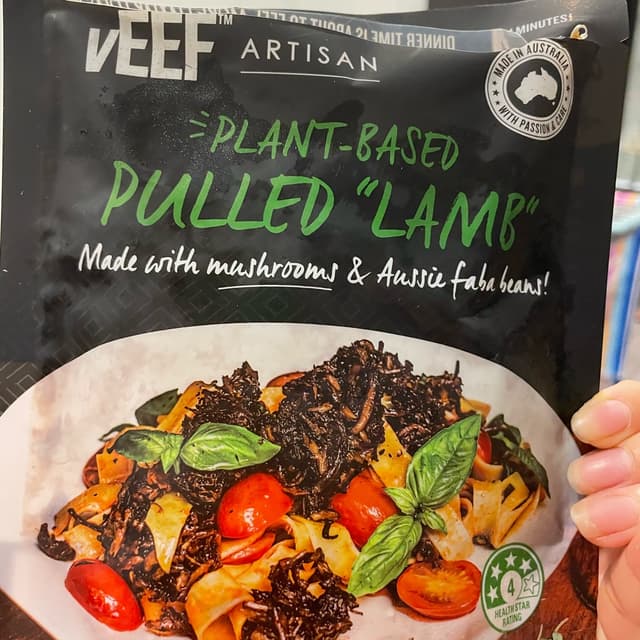 vEEF™
ARTISAN
DINNER TIME IS ABOUT TO
MINUTES!
MADE IN AUSTRALIA
WITH PASSION & CARE
PLANT-BASED
PULLED "LAMB"
Made with mushrooms & Aussie faba beans!
4
HEALTH STAR
RATING